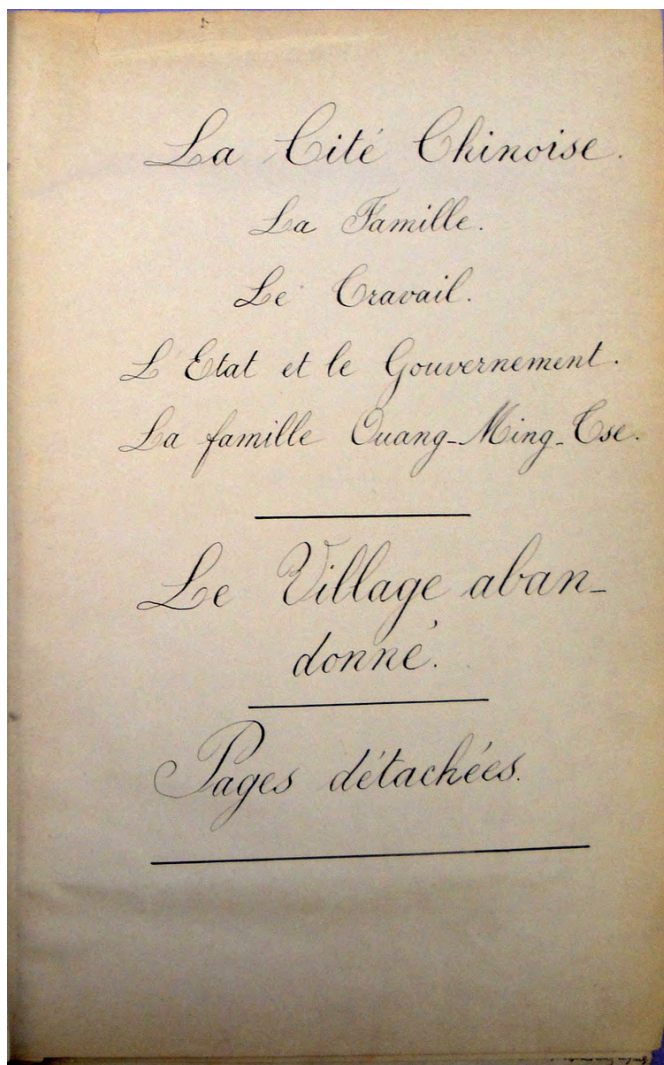 La Cité Chinoise.
La Famille.
Le Travail.
L'Etat et le Gouvernement.
La famille Ouang-Ming-Tse.
Le Village aban-
donné.
Pages détachées.